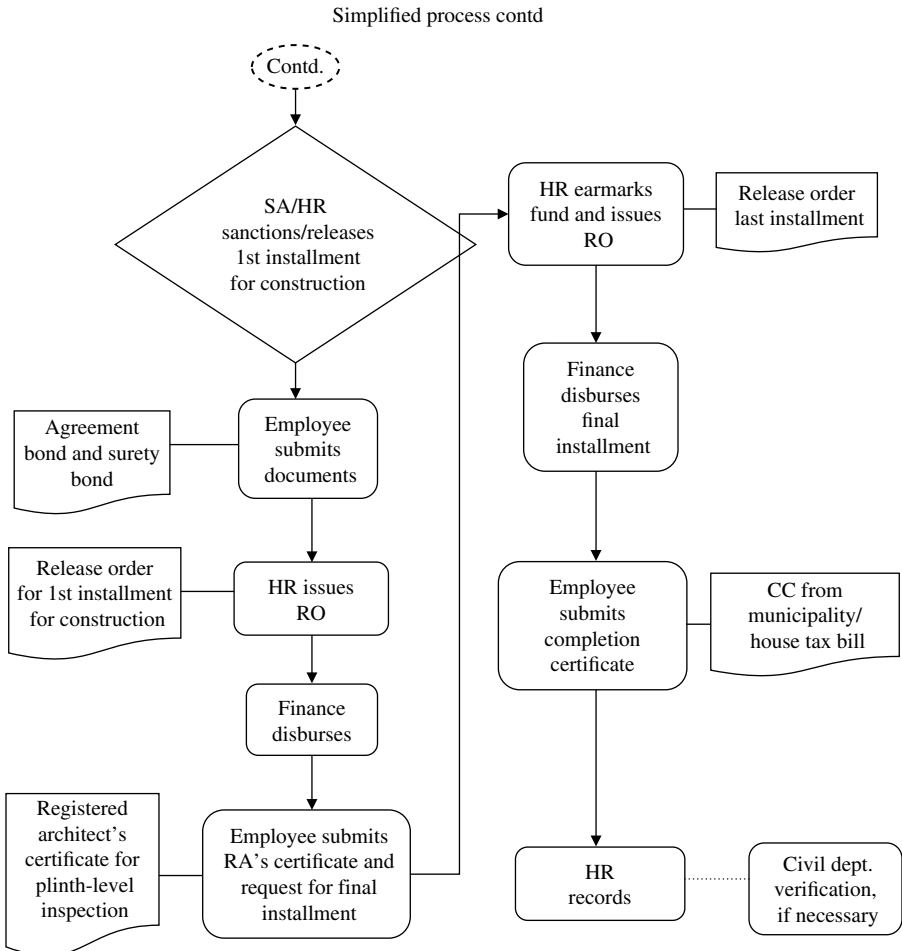 Simplified process contd
Contd.
SA/HR
sanctions/releases
1st installment
for construction
Employee
submits
documents
Agreement
bond and surety
bond
HR issues
RO
Release order
for 1st installment
for construction
Finance
disburses
Employee submits
RA's certificate and
request for final
installment
Registered
architect's
certificate for
plinth-level
inspection
HR earmarks
fund and issues
RO
Release order
last installment
Finance
disburses
final
installment
Employee
submits
completion
certificate
CC from
municipality/
house tax bill
HR
records
Civil dept.
verification,
if necessary